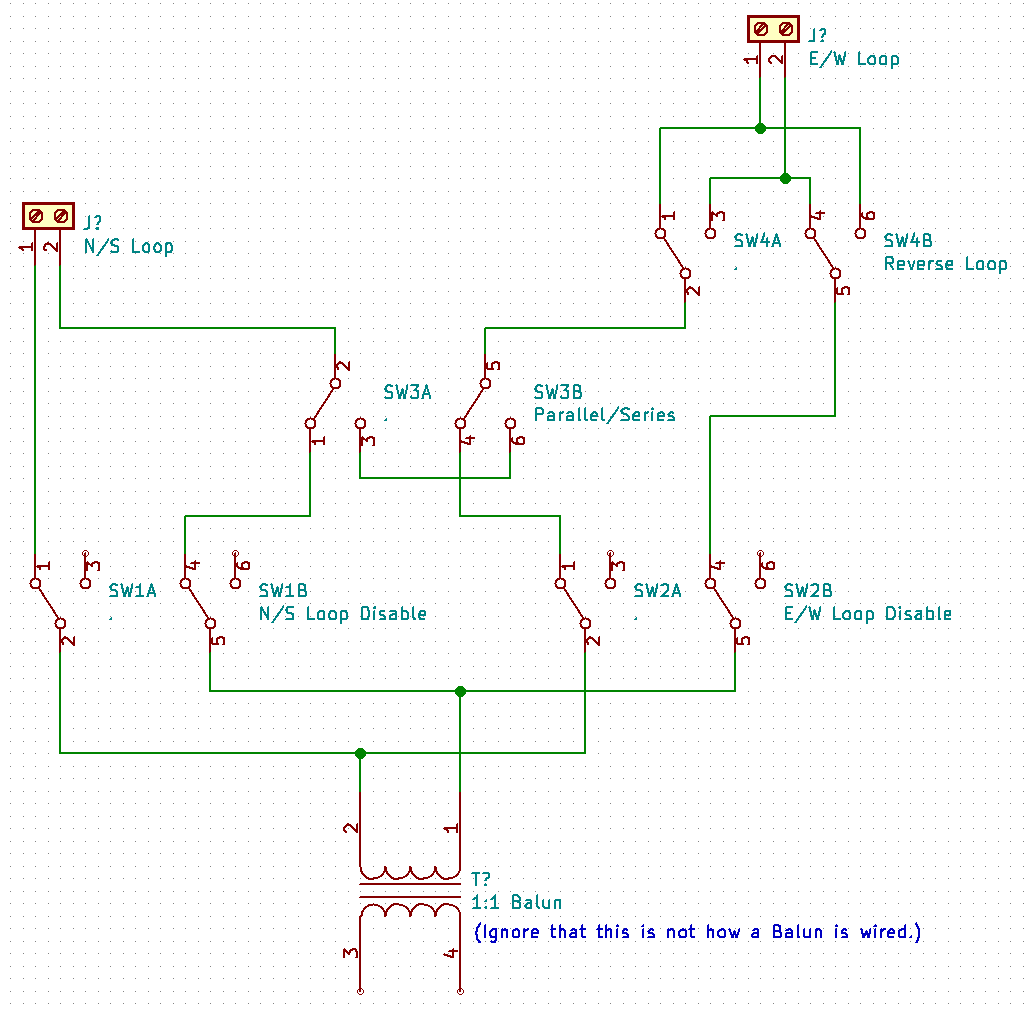 J?
1 2 E/W Loop
J?
1 2 N/S Loop
1 3 4 6
SW4A SW4B
. Reverse Loop
2 5
2 5
SW3A SW3B
. Parallel/Series
1 3 4 6
1 3 4 6 1 3 4 6
SW1A SW1B SW2A SW2B
. N/S Loop Disable . E/W Loop Disable
2 5 2 5
2 1
T?
1:1 Balun
(Ignore that this is not how a Balun is wired.)
3 4